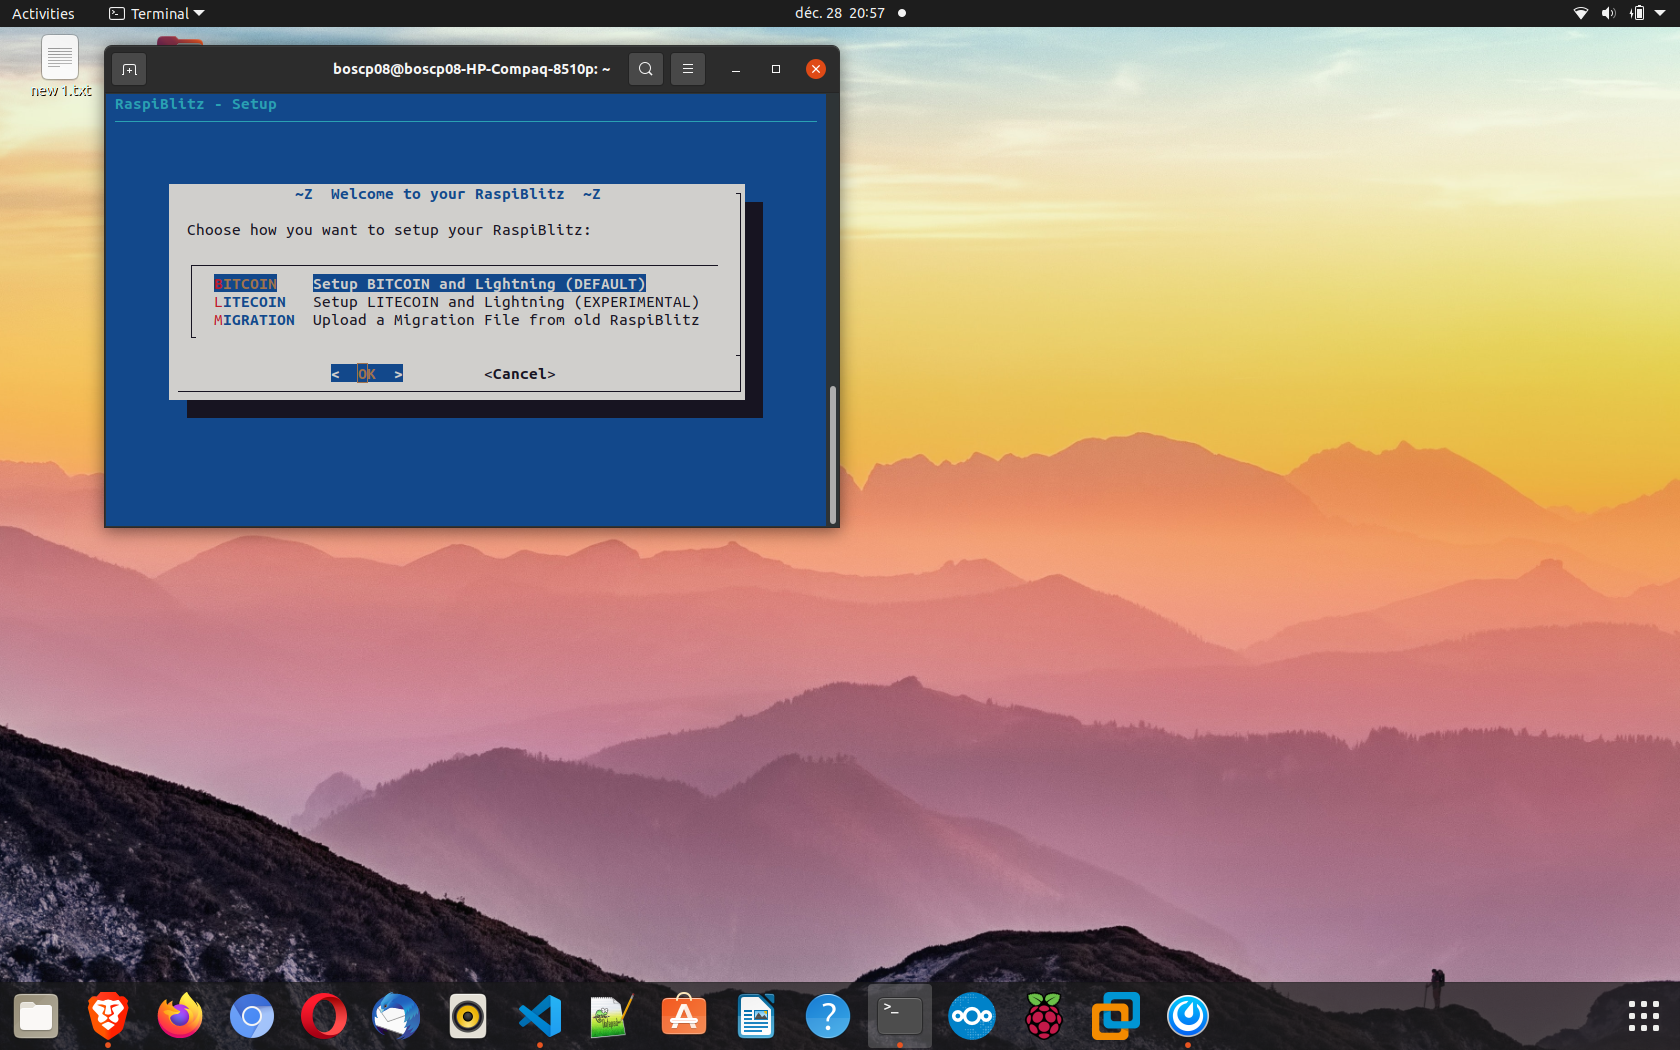 Activities
Terminal
déc. 28 20:57
new 1.txt
boscp08@boscp08-HP-Compaq-8510p: ~
RaspiBlitz - Setup
~Z Welcome to your RaspiBlitz ~Z
Choose how you want to setup your RaspiBlitz:
BITCOIN Setup BITCOIN and Lightning (DEFAULT)
LITECOIN Setup LITECOIN and Lightning (EXPERIMENTAL)
MIGRATION Upload a Migration File from old RaspiBlitz
< OK > <Cancel>